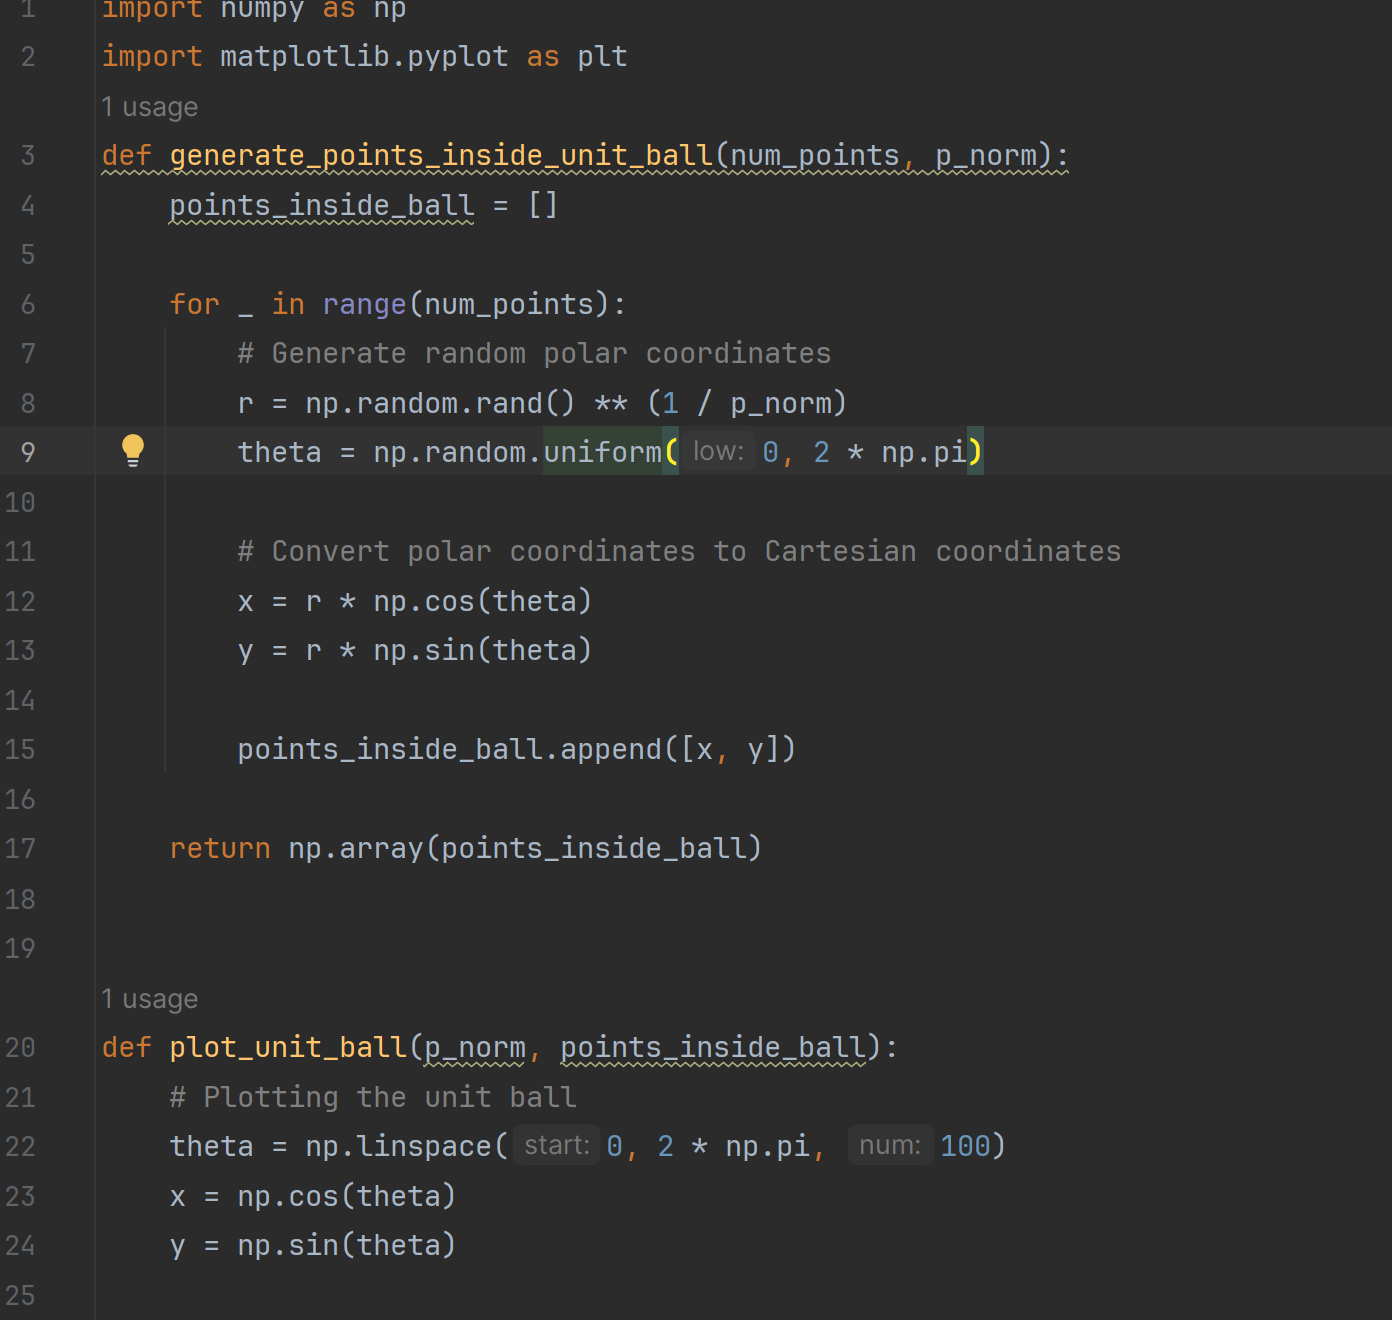 1 import numpy as np
2 import matplotlib.pyplot as plt
1 usage
3 def generate_points_inside_unit_ball(num_points, p_norm):
4     points_inside_ball = []
5
6     for _ in range(num_points):
7         # Generate random polar coordinates
8         r = np.random.rand() ** (1 / p_norm)
9         theta = np.random.uniform( low: 0, 2 * np.pi)
10
11         # Convert polar coordinates to Cartesian coordinates
12         x = r * np.cos(theta)
13         y = r * np.sin(theta)
14
15         points_inside_ball.append([x, y])
16
17     return np.array(points_inside_ball)
18
19
1 usage
20 def plot_unit_ball(p_norm, points_inside_ball):
21     # Plotting the unit ball
22     theta = np.linspace( start: 0, 2 * np.pi, num: 100)
23     x = np.cos(theta)
24     y = np.sin(theta)
25